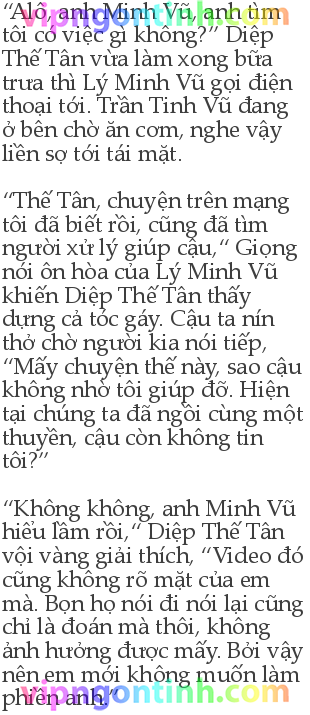 “Alô, anh Minh Vũ, anh tìm
tôi có việc gì không?” Diệp
Thế Tân vừa làm xong bữa
trưa thì Lý Minh Vũ gọi điện
thoại tới. Trần Tinh Vũ đang
ở bên chờ ăn cơm, nghe vậy
liền sợ tới tái mặt.

“Thế Tân, chuyện trên mạng
tôi đã biết rồi, cũng đã tìm
người xử lý giúp cậu,“ Giọng
nói ôn hòa của Lý Minh Vũ
khiến Diệp Thế Tân thấy
dựng cả tóc gáy. Cậu ta nín
thở chờ người kia nói tiếp,
“Mấy chuyện thế này, sao cậu
không nhờ tôi giúp đỡ. Hiện
tại chúng ta đã ngồi cùng một
thuyền, cậu còn không tin
tôi?”

“Không không, anh Minh Vũ
hiểu lầm rồi,“ Diệp Thế Tân
vội vàng giải thích, “Video đó
cũng không rõ mặt của em
mà. Bọn họ nói đi nói lại cũng
chỉ là đoán mà thôi, không
ảnh hưởng được mấy. Bởi vậy
nên em mới không muốn làm
phiền anh.”
vipngontinh.com
vipngontinh.com